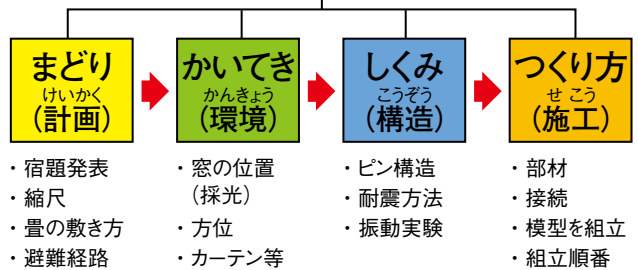 まどり
けいかく
(計画)
・宿題発表
・縮尺
・畳の敷き方
・避難経路
かいてき
かんきょう
(環境)
・窓の位置
(採光)
・方位
・カーテン等
しくみ
こうぞう
(構造)
・ピン構造
・耐震方法
・振動実験
つくり方
せこう
(施工)
・部材
・接続
・模型を組立
・組立順番